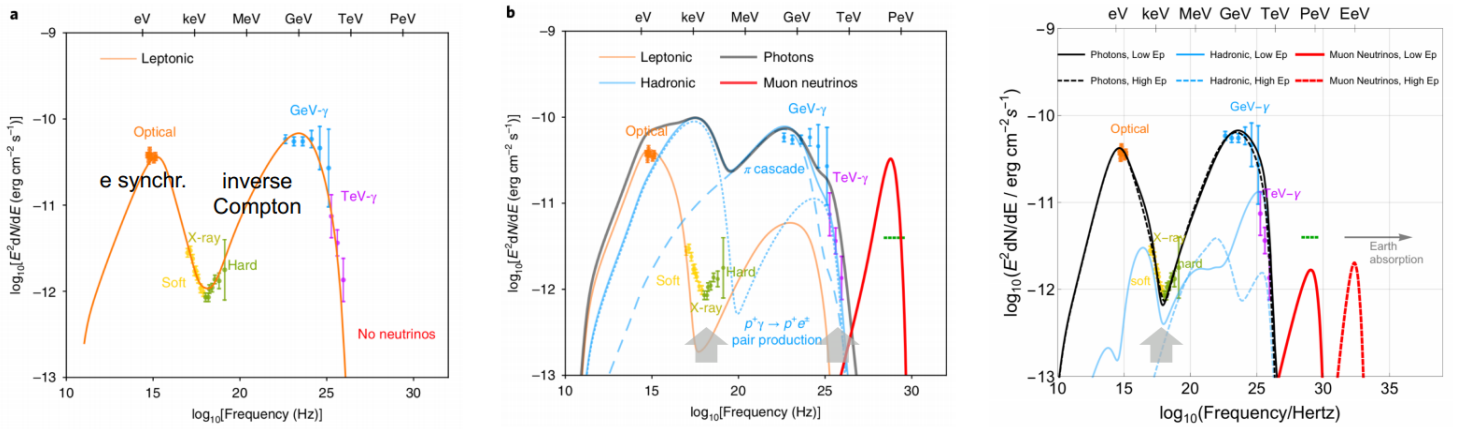 a
eV keV MeV GeV TeV PeV
−9
−10
−11
−12
−13
10 15 20 25 30
log₁₀[E²dN/dE (erg cm⁻² s⁻¹)]
log₁₀[Frequency (Hz)]
Leptonic
Optical
GeV-γ
e synchr.
inverse
Compton
TeV-γ
X-ray
Soft
Hard
No neutrinos
b
eV keV MeV GeV TeV PeV
−9
−10
−11
−12
−13
10 15 20 25 30
log₁₀[E²dN/dE (erg cm⁻² s⁻¹)]
log₁₀[Frequency (Hz)]
Leptonic
Hadronic
Photons
Muon neutrinos
Optical
GeV-γ
π cascade
TeV-γ
Soft
Hard
X-ray
p⁺γ → p⁺e±
pair production
eV keV MeV GeV TeV PeV EeV
−9
−10
−11
−12
−13
10 15 20 25 30 35
log₁₀(E²dN/dE / erg cm⁻² s⁻¹)
log₁₀(Frequency/Hertz)
Photons, Low Ep
Photons, High Ep
Hadronic, Low Ep
Hadronic, High Ep
Muon Neutrinos, Low Ep
Muon Neutrinos, High Ep
Optical
GeV−γ
TeV−γ
X−ray
soft
hard
Earth
absorption